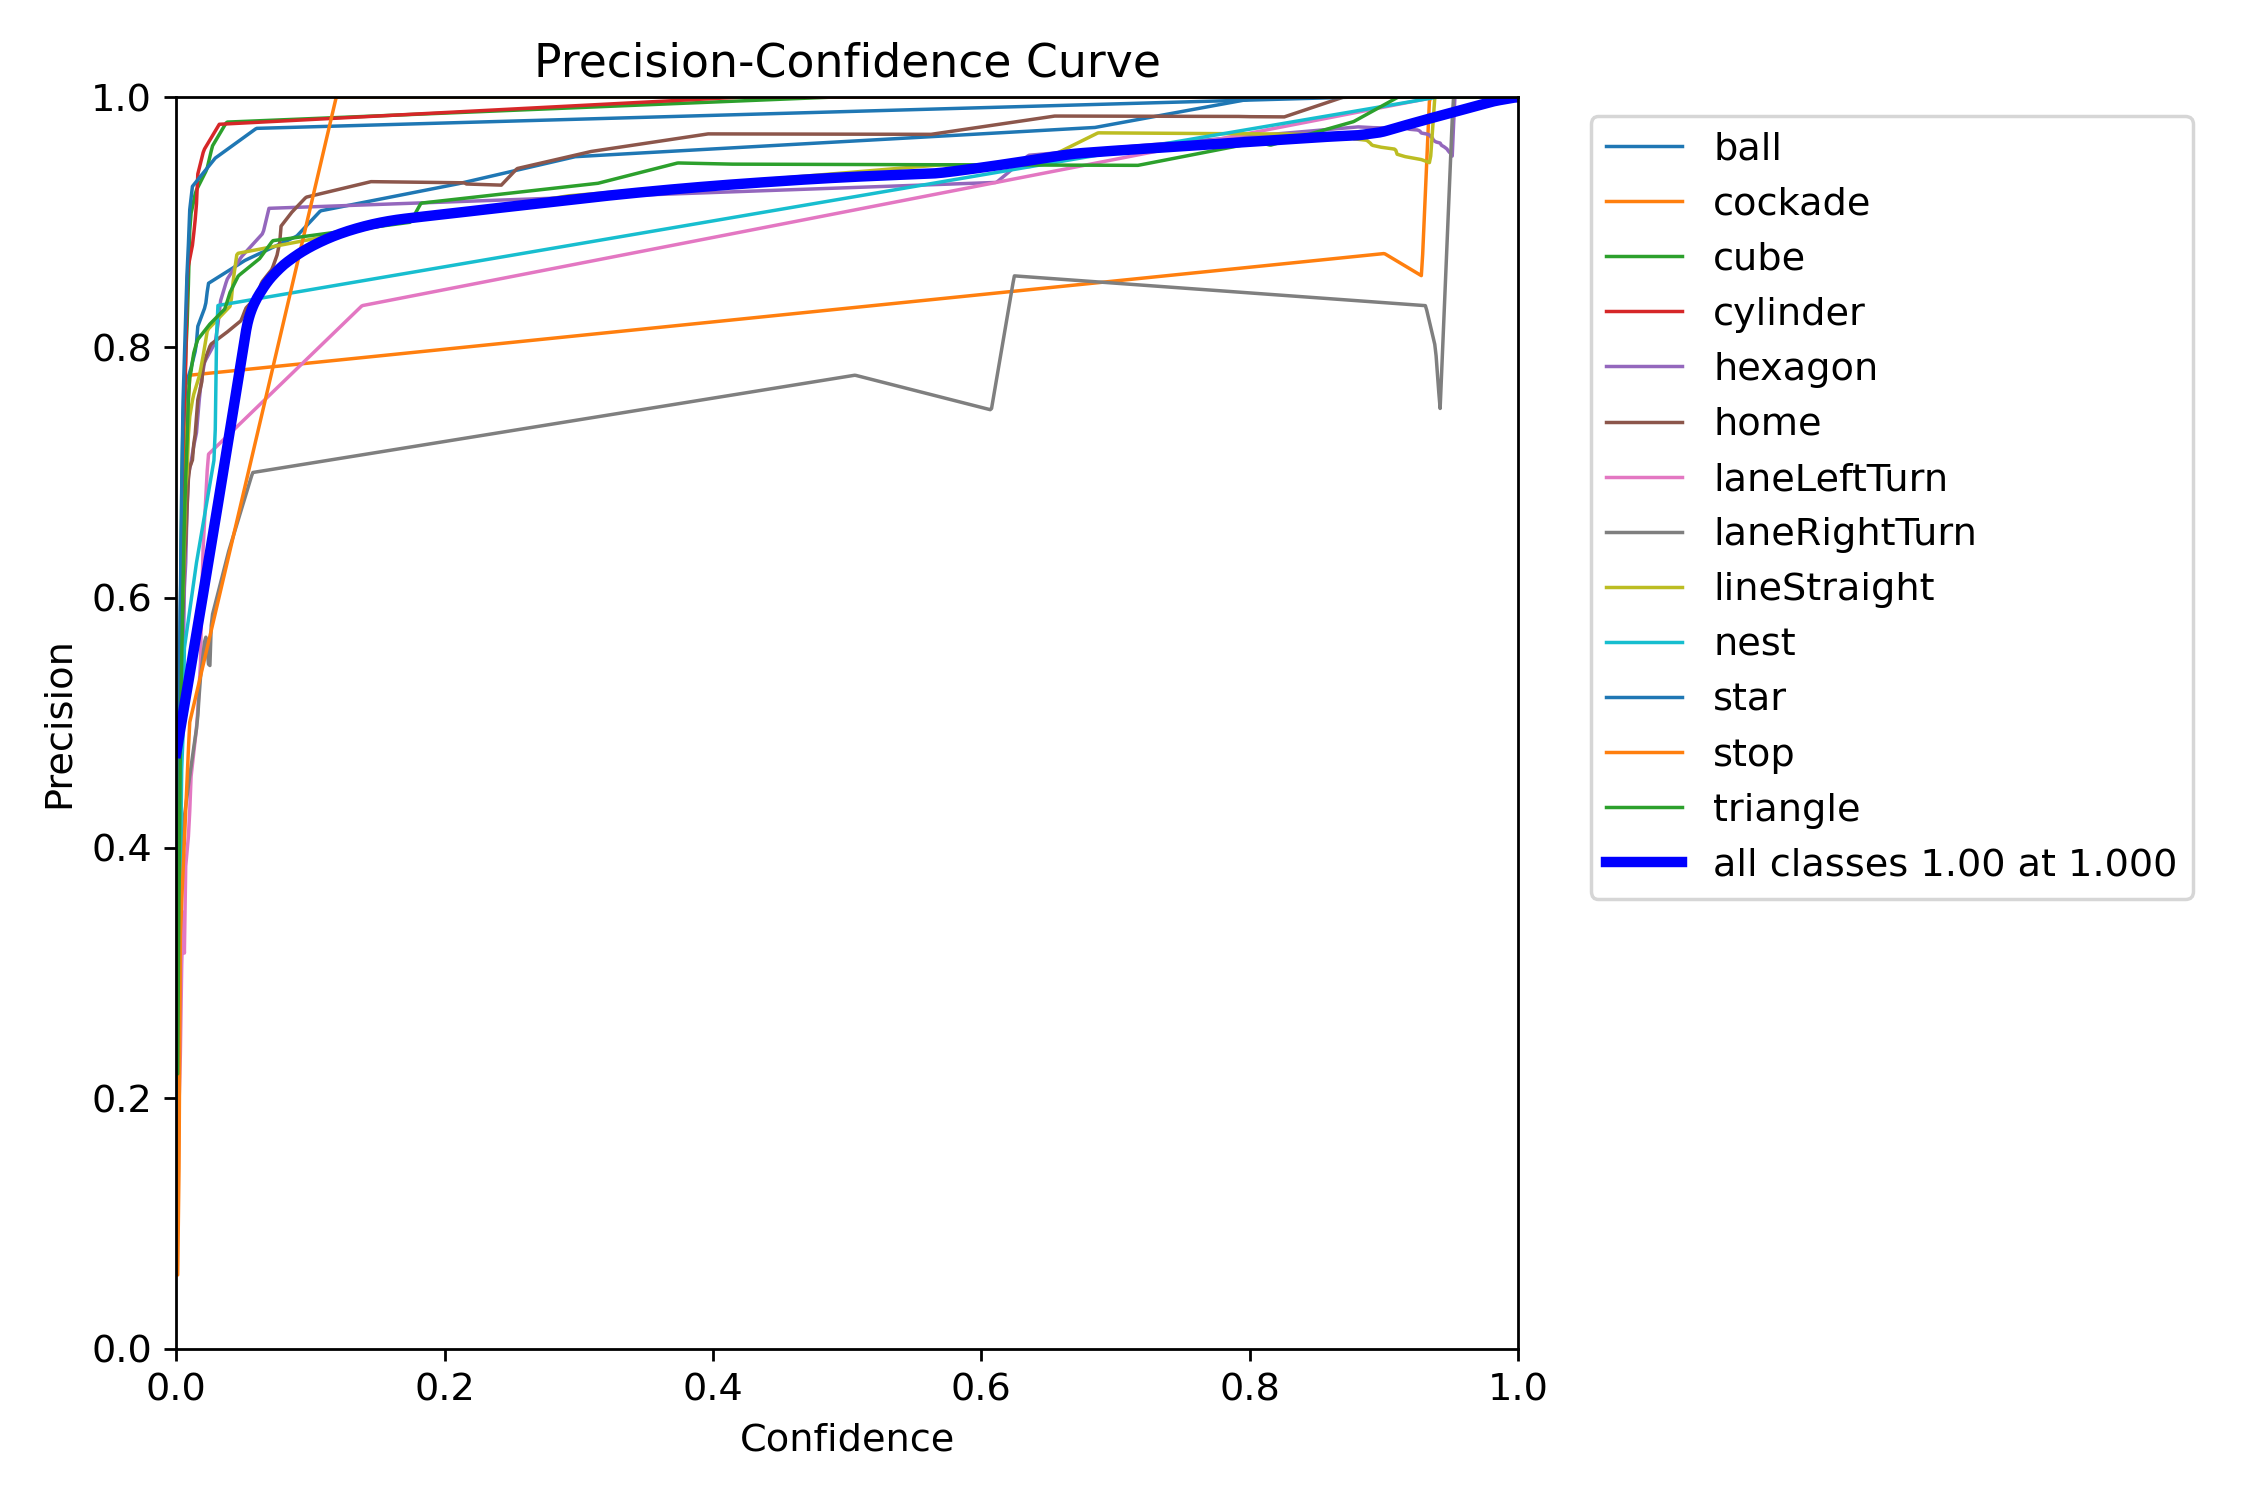 Precision-Confidence Curve
1.0
0.8
0.6
0.4
0.2
0.0
Precision
0.0 0.2 0.4 0.6 0.8 1.0
Confidence
ball
cockade
cube
cylinder
hexagon
home
laneLeftTurn
laneRightTurn
lineStraight
nest
star
stop
triangle
all classes 1.00 at 1.000